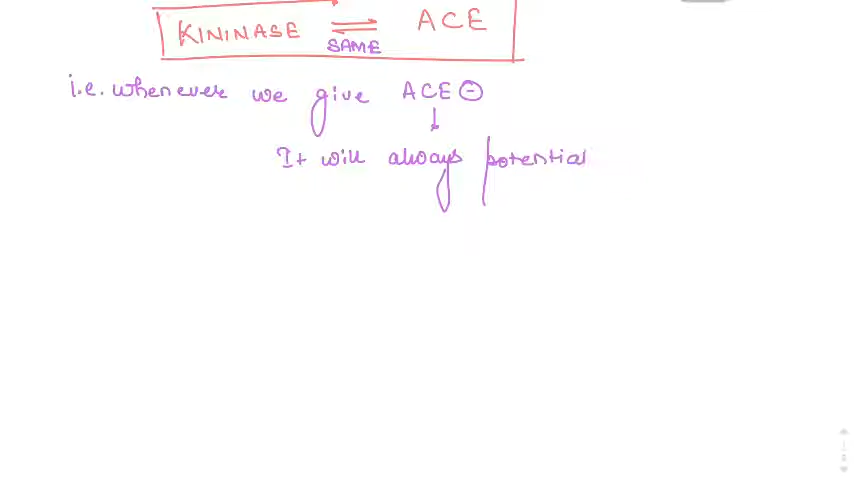 KININASE ⇌ ACE
SAME
i.e. whenever we give ACE ⊖
↓
It will always potential